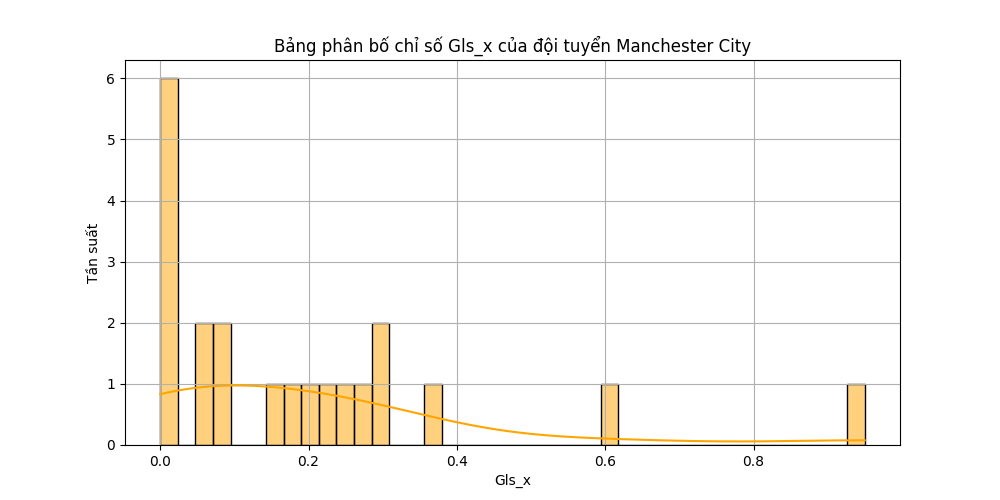 Bảng phân bố chỉ số Gls_x của đội tuyển Manchester City
6
5
4
3
2
1
0
Tần suất
0.0 0.2 0.4 0.6 0.8
Gls_x